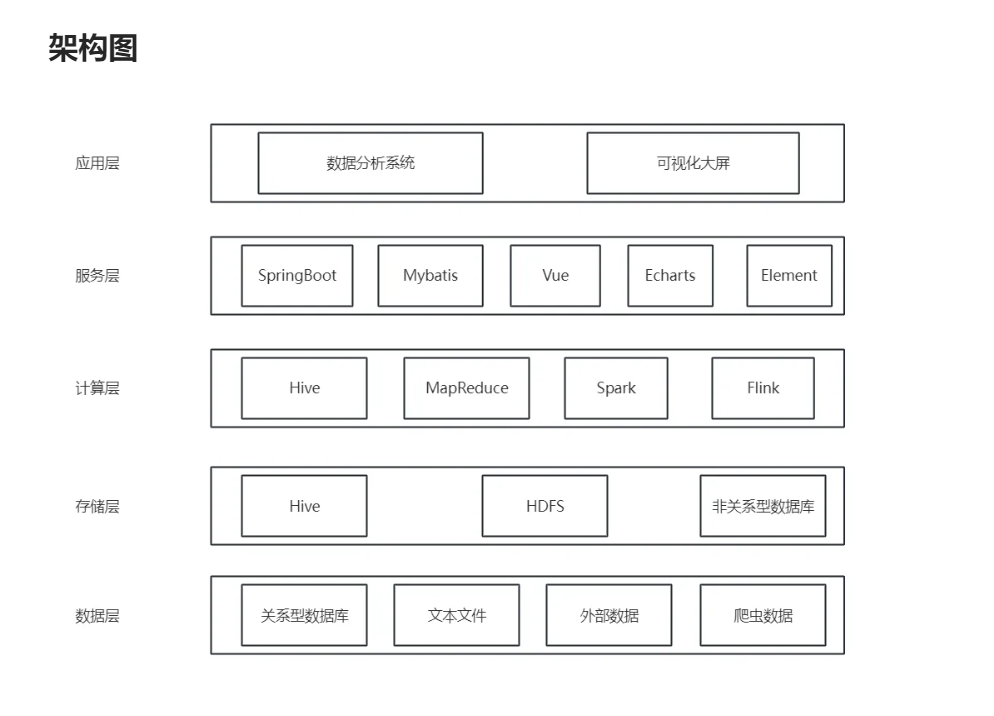 架构图
应用层 数据分析系统 可视化大屏
服务层 SpringBoot Mybatis Vue Echarts Element
计算层 Hive MapReduce Spark Flink
存储层 Hive HDFS 非关系型数据库
数据层 关系型数据库 文本文件 外部数据 爬虫数据